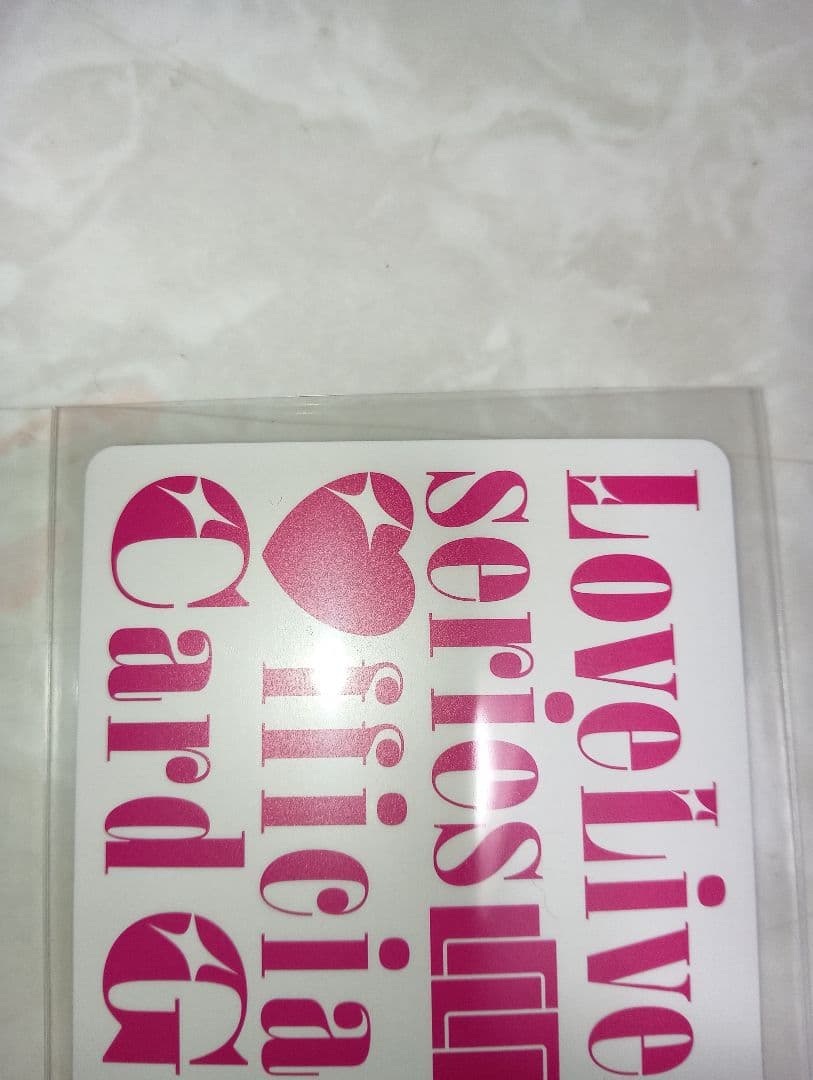 LoveLive
series
♥fficia
Card G